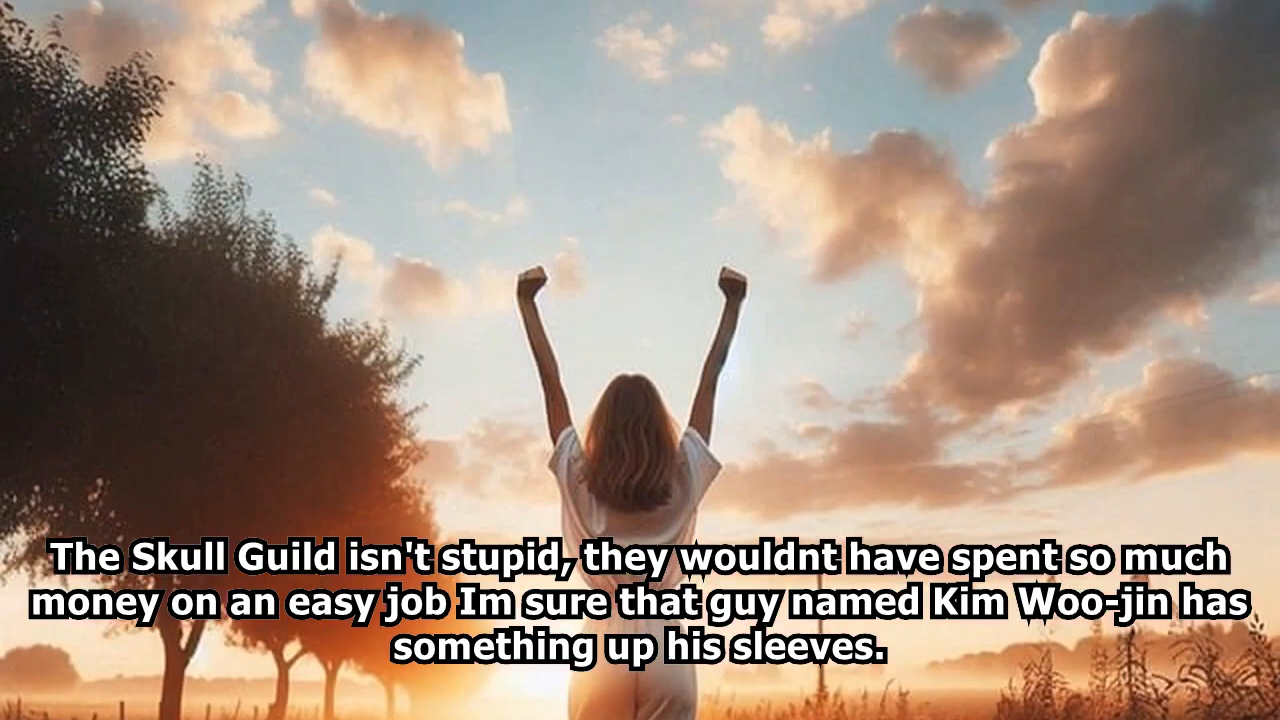 The Skull Guild isn't stupid, they wouldnt have spent so much
money on an easy job Im sure that guy named Kim Woo-jin has
something up his sleeves.